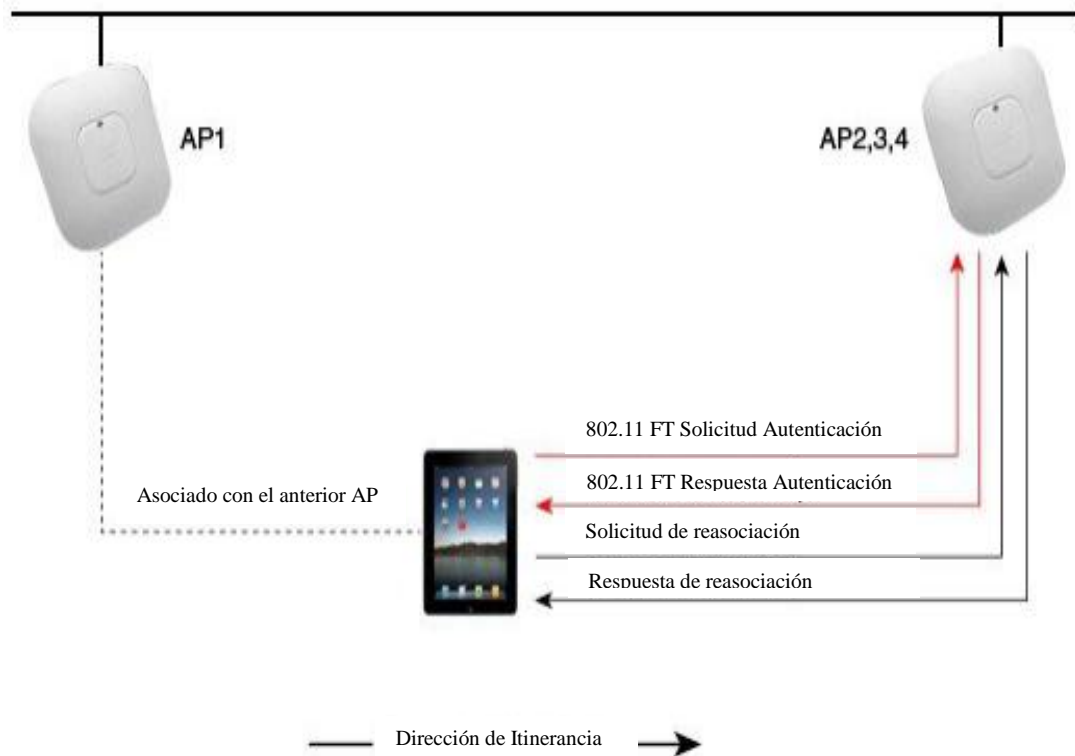 AP1
AP2,3,4
802.11 FT Solicitud Autenticación
802.11 FT Respuesta Autenticación
Asociado con el anterior AP
Solicitud de reasociación
Respuesta de reasociación
Dirección de Itinerancia